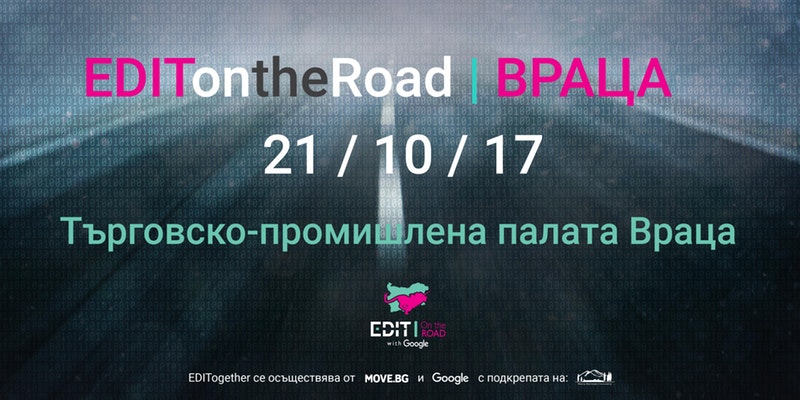 EDITontheRoad | ВРАЦА
21 / 10 / 17
Търговско-промишлена палата Враца
EDIT | On the ROAD
with Google
EDITogether се осъществява от MOVE.BG и Google с подкрепата на: